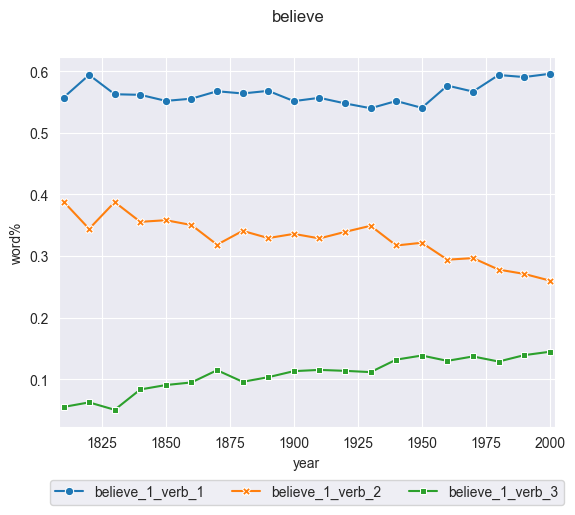 believe
0.6
0.5
0.4
0.3
0.2
0.1
word%
1825 1850 1875 1900 1925 1950 1975 2000
year
believe_1_verb_1 believe_1_verb_2 believe_1_verb_3